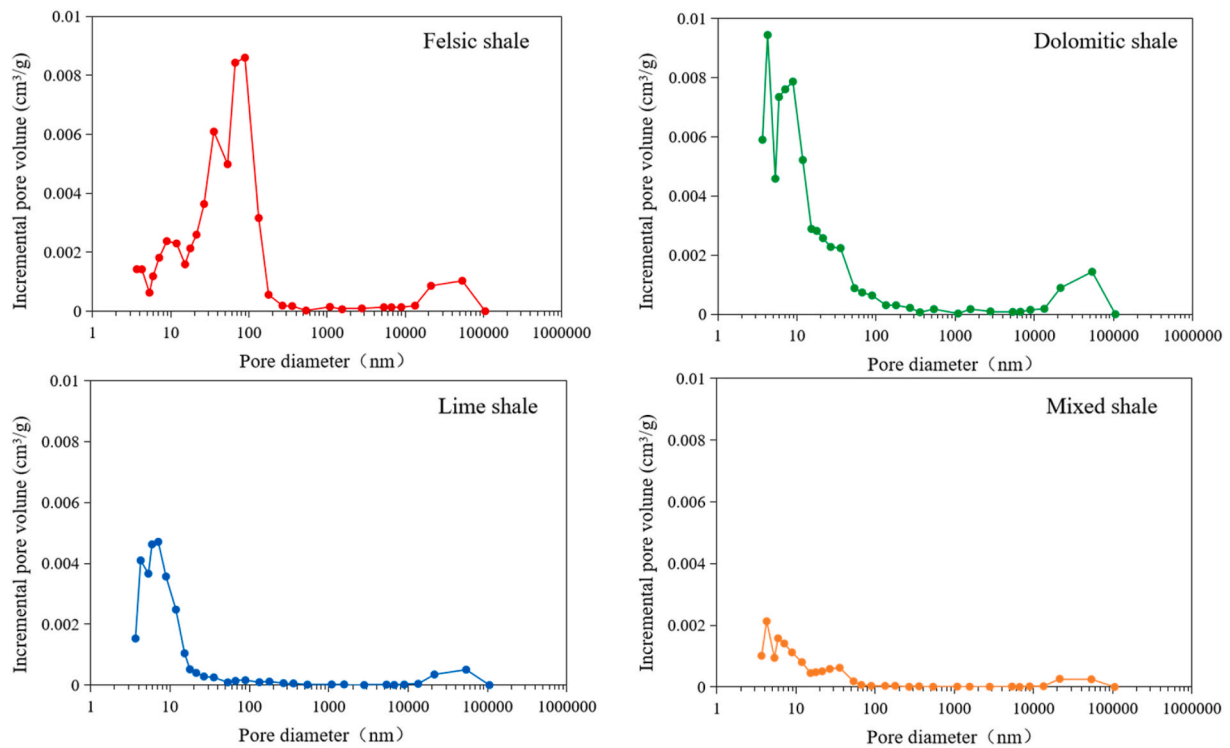 Felsic shale
Incremental pore volume (cm³/g)
0.01
0.008
0.006
0.004
0.002
0
1 10 100 1000 10000 100000 1000000
Pore diameter（nm）
Dolomitic shale
Incremental pore volune (cm³/g)
0.01
0.008
0.006
0.004
0.002
0
1 10 100 1000 10000 100000 1000000
Pore diameter（nm）
Lime shale
Incremental pore volune (cm³/g)
0.01
0.008
0.006
0.004
0.002
0
1 10 100 1000 10000 100000 1000000
Pore diameter（nm）
Mixed shale
Incremental pore volune (cm³/g)
0.01
0.008
0.006
0.004
0.002
0
1 10 100 1000 10000 100000 1000000
Pore diameter（nm）